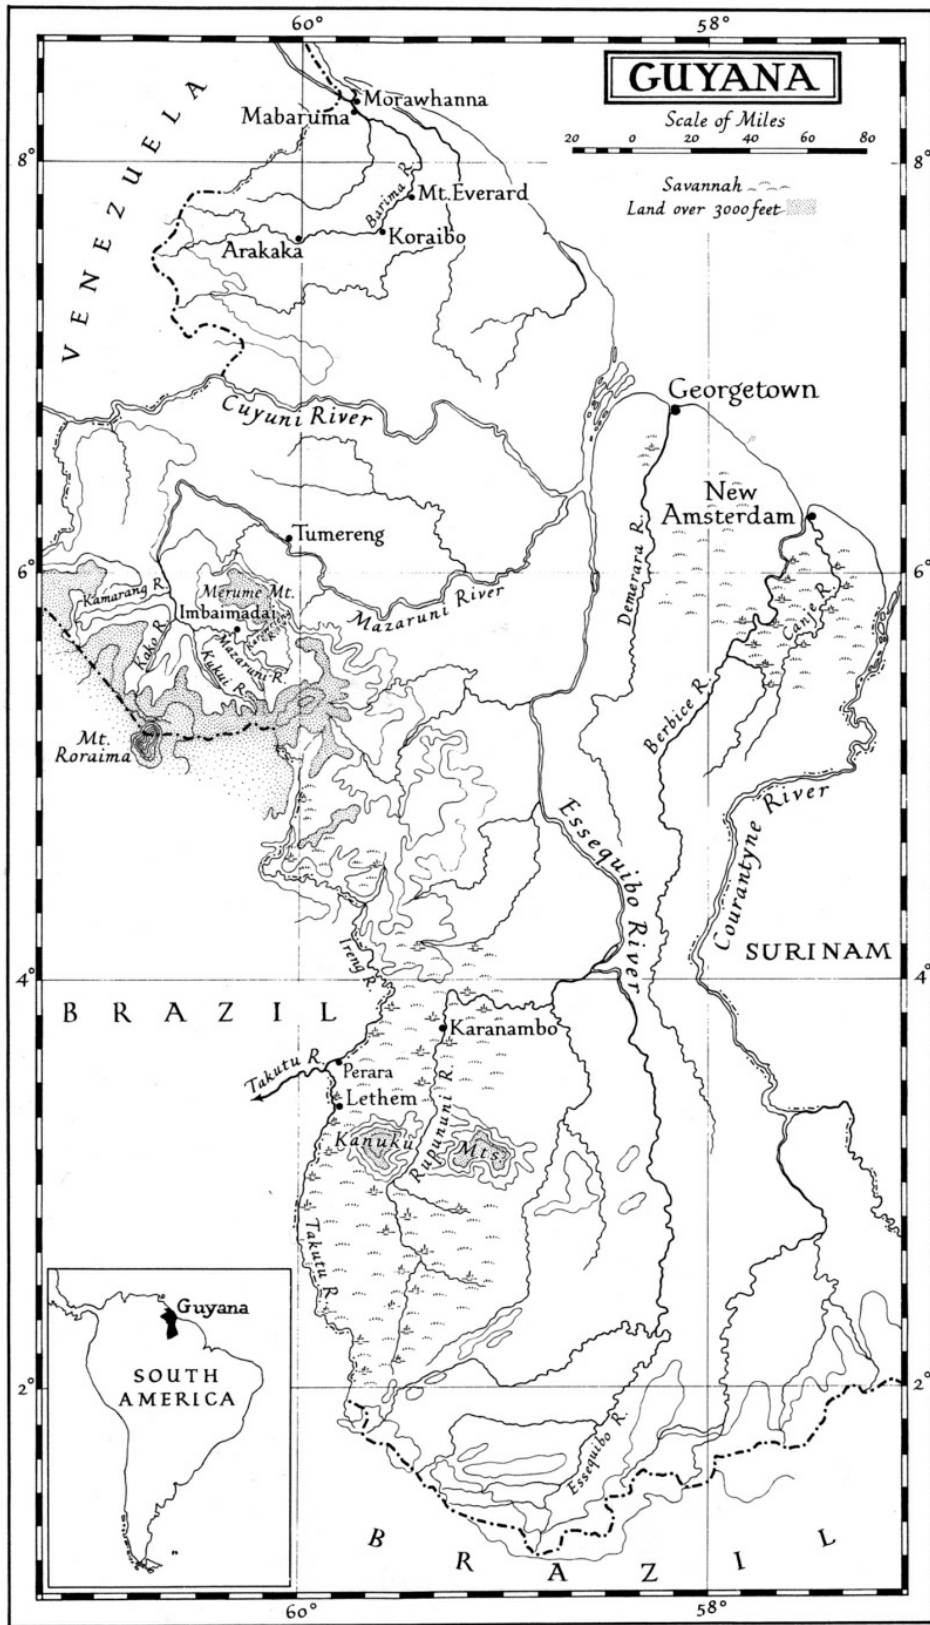 60°
58°
GUYANA
Scale of Miles
20 0 20 40 60 80
Savannah
Land over 3000 feet
VENEZUELA
Morawhanna
Mabaruma
8°
8°
Burima R.
Mt. Everard
Arakaka
Koraibo
Cuyuni River
Georgetown
New
Amsterdam
Tumereng
6°
6°
Demerara R.
Canje R.
Kamarang R.
Merume Mt.
Imbaimadai
Mazaruni River
Kako R.
Mazaruni R.
Kukui R.
Berbice R.
Mt.
Roraima
Essequibo River
Courantyne River
SURINAM
Ireng R.
4°
4°
BRAZIL
Karanambo
Takutu R.
Perara
Lethem
Rupununi R.
Kanuku
Mts.
Takutu R.
Guyana
SOUTH
AMERICA
2°
2°
Essequibo R.
BRAZIL
60°
58°